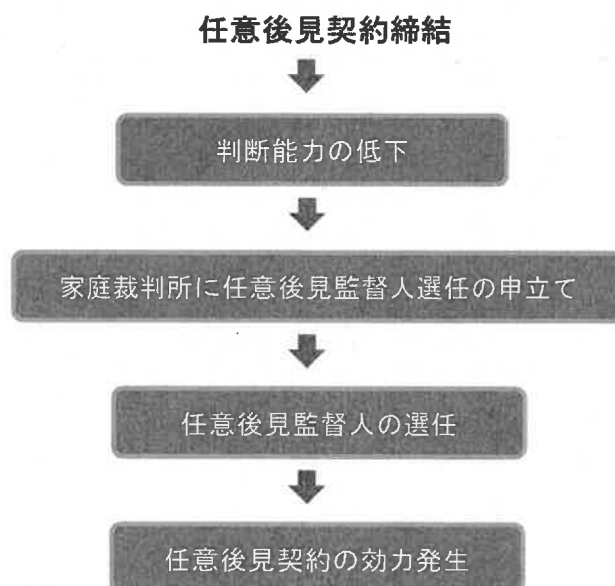 任意後見契約締結
判断能力の低下
家庭裁判所に任意後見監督人選任の申立て
任意後見監督人の選任
任意後見契約の効力発生